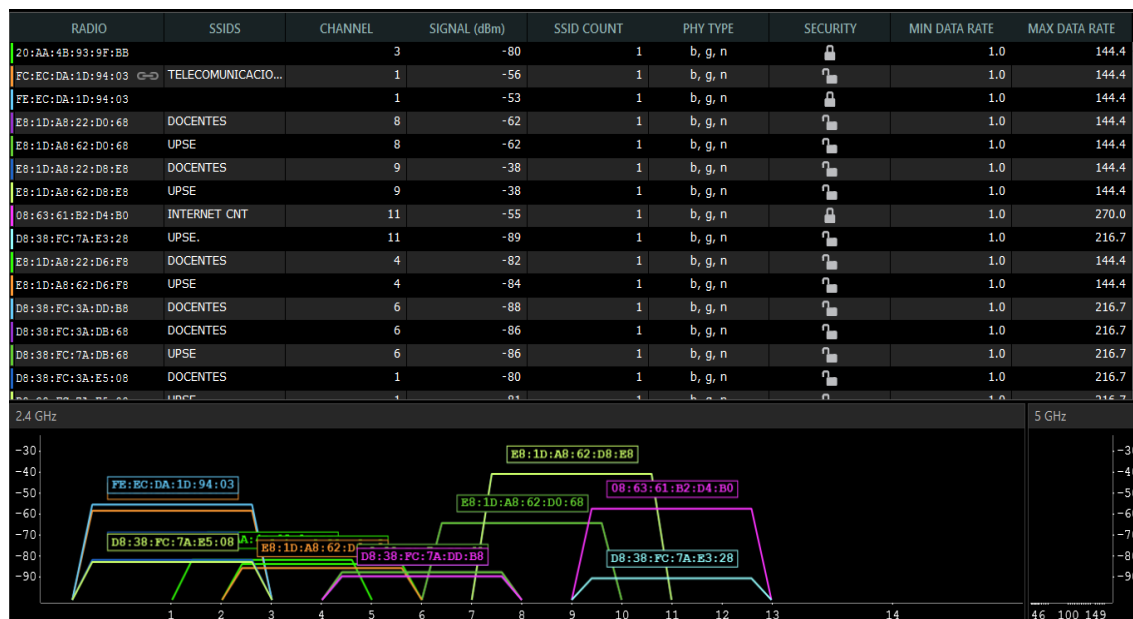 RADIO SSIDS CHANNEL SIGNAL (dBm) SSID COUNT PHY TYPE SECURITY MIN DATA RATE MAX DATA RATE
20:AA:4B:93:9F:BB 3 -80 1 b, g, n 1.0 144.4
FC:EC:DA:1D:94:03 TELECOMUNICACIO... 1 -56 1 b, g, n 1.0 144.4
FE:EC:DA:1D:94:03 1 -53 1 b, g, n 1.0 144.4
E8:1D:A8:22:D0:68 DOCENTES 8 -62 1 b, g, n 1.0 144.4
E8:1D:A8:62:D0:68 UPSE 8 -62 1 b, g, n 1.0 144.4
E8:1D:A8:22:D8:E8 DOCENTES 9 -38 1 b, g, n 1.0 144.4
E8:1D:A8:62:D8:E8 UPSE 9 -38 1 b, g, n 1.0 144.4
08:63:61:B2:D4:B0 INTERNET CNT 11 -55 1 b, g, n 1.0 270.0
D8:38:FC:7A:E3:28 UPSE. 11 -89 1 b, g, n 1.0 216.7
E8:1D:A8:22:D6:F8 DOCENTES 4 -82 1 b, g, n 1.0 144.4
E8:1D:A8:62:D6:F8 UPSE 4 -84 1 b, g, n 1.0 144.4
D8:38:FC:3A:DD:B8 DOCENTES 6 -88 1 b, g, n 1.0 216.7
D8:38:FC:3A:DB:68 DOCENTES 6 -86 1 b, g, n 1.0 216.7
D8:38:FC:7A:DB:68 UPSE 6 -86 1 b, g, n 1.0 216.7
D8:38:FC:3A:E5:08 DOCENTES 1 -80 1 b, g, n 1.0 216.7
2.4 GHz 5 GHz
-30
E8:1D:A8:62:D8:E8
-40
FE:EC:DA:1D:94:03 08:63:61:B2:D4:B0
-50
E8:1D:A8:62:D0:68
-60
-70
D8:38:FC:7A:E5:08 E8:1D:A8:62:D
-80
D8:38:FC:7A:DD:B8 D8:38:FC:7A:E3:28
-90
1 2 3 4 5 6 7 8 9 10 11 12 13 14 46 100 149